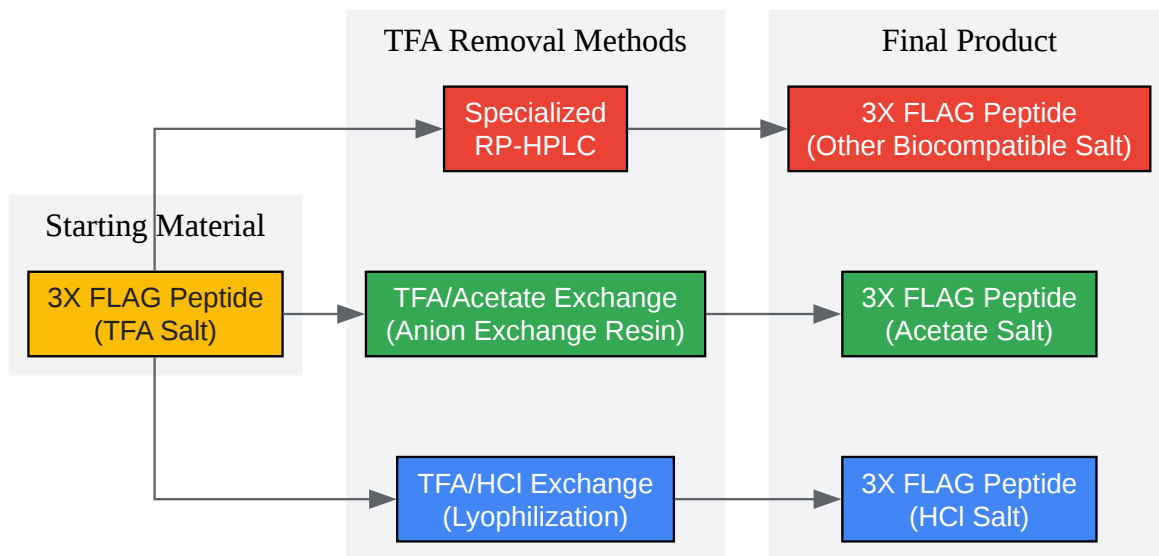 TFA Removal Methods
Final Product
Specialized
RP-HPLC
3X FLAG Peptide
(Other Biocompatible Salt)
Starting Material
3X FLAG Peptide
(TFA Salt)
TFA/Acetate Exchange
(Anion Exchange Resin)
3X FLAG Peptide
(Acetate Salt)
TFA/HCl Exchange
(Lyophilization)
3X FLAG Peptide
(HCl Salt)